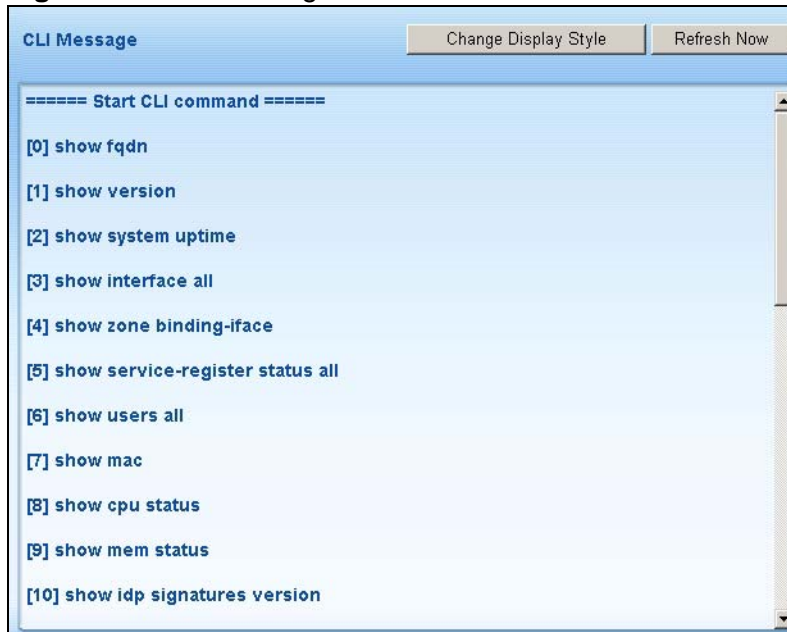 CLI Message
Change Display Style
Refresh Now
====== Start CLI command ======
[0] show fqdn
[1] show version
[2] show system uptime
[3] show interface all
[4] show zone binding-iface
[5] show service-register status all
[6] show users all
[7] show mac
[8] show cpu status
[9] show mem status
[10] show idp signatures version